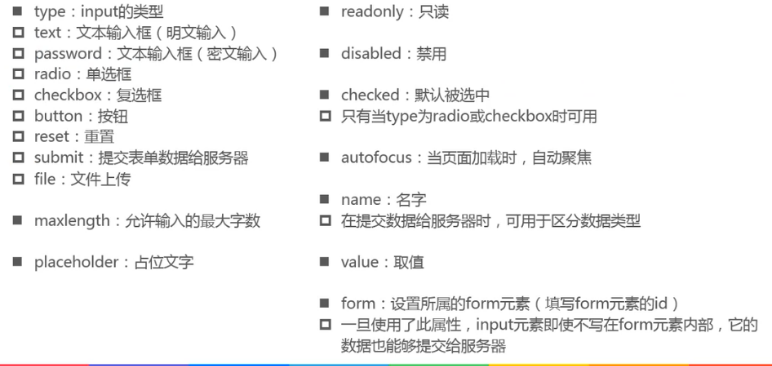 ■ type：input的类型
□ text：文本输入框（明文输入）
□ password：文本输入框（密文输入）
□ radio：单选框
□ checkbox：复选框
□ button：按钮
□ reset：重置
□ submit：提交表单数据给服务器
□ file：文件上传
■ maxlength：允许输入的最大字数
■ placeholder：占位文字
■ readonly：只读
■ disabled：禁用
■ checked：默认被选中
□ 只有当type为radio或checkbox时可用
■ autofocus：当页面加载时，自动聚焦
■ name：名字
□ 在提交数据给服务器时，可用于区分数据类型
■ value：取值
■ form：设置所属的form元素（填写form元素的id）
□ 一旦使用了此属性，input元素即使不写在form元素内部，它的
数据也能够提交给服务器